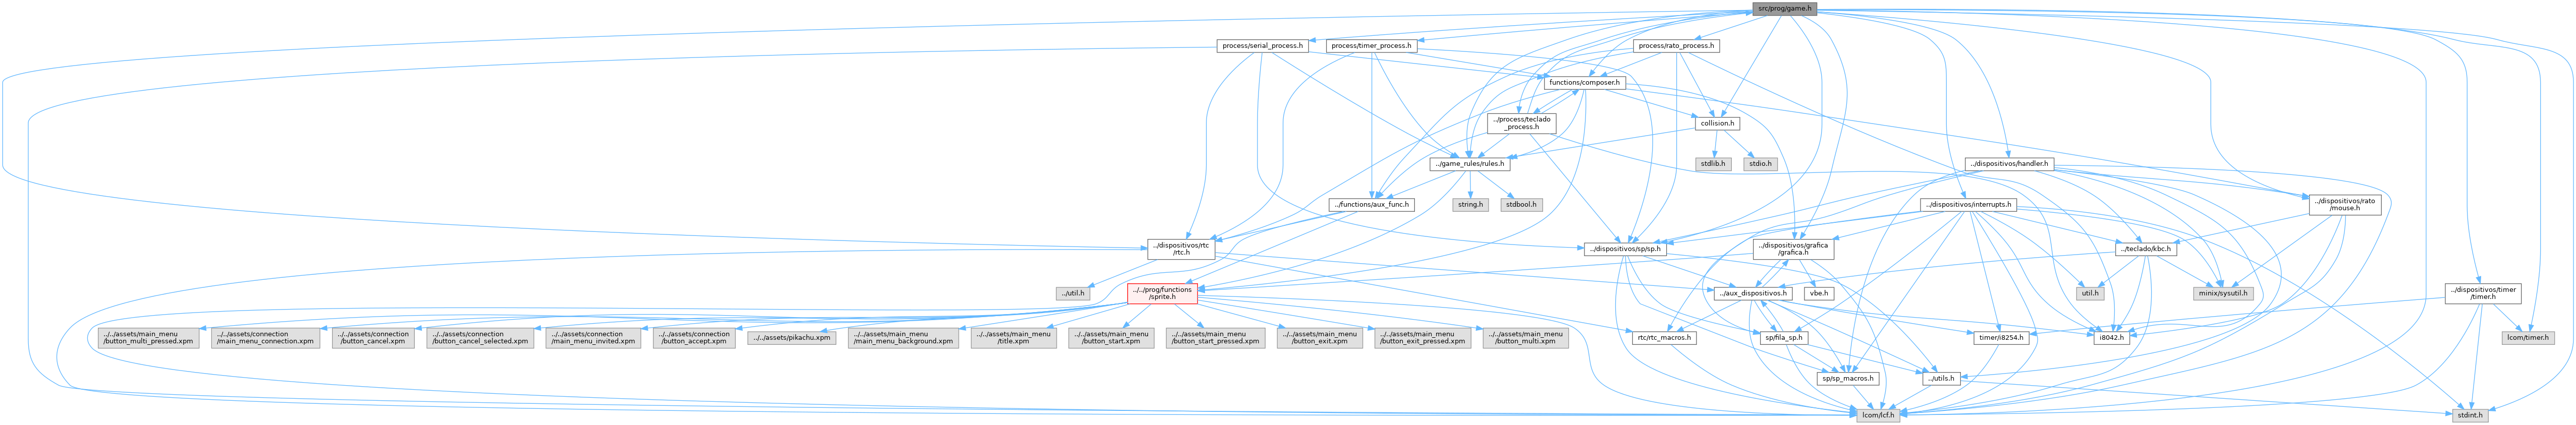 src/prog/game.h
process/serial_process.h
process/timer_process.h
process/rato_process.h
functions/composer.h
../process/teclado
_process.h
collision.h
../game_rules/rules.h
stdlib.h
stdio.h
../dispositivos/handler.h
../functions/aux_func.h
string.h
stdbool.h
../dispositivos/interrupts.h
../dispositivos/rato
/mouse.h
../dispositivos/rtc
/rtc.h
../dispositivos/sp/sp.h
../dispositivos/grafica
/grafica.h
../teclado/kbc.h
../util.h
../../prog/functions
/sprite.h
../aux_dispositivos.h
vbe.h
util.h
minix/sysutil.h
../dispositivos/timer
/timer.h
../../assets/main_menu
/button_multi_pressed.xpm
../../assets/connection
/main_menu_connection.xpm
../../assets/connection
/button_cancel.xpm
../../assets/connection
/button_cancel_selected.xpm
../../assets/connection
/main_menu_invited.xpm
../../assets/connection
/button_accept.xpm
../../assets/pikachu.xpm
../../assets/main_menu
/main_menu_background.xpm
../../assets/main_menu
/title.xpm
../../assets/main_menu
/button_start.xpm
../../assets/main_menu
/button_start_pressed.xpm
../../assets/main_menu
/button_exit.xpm
../../assets/main_menu
/button_exit_pressed.xpm
../../assets/main_menu
/button_multi.xpm
rtc/rtc_macros.h
sp/fila_sp.h
timer/i8254.h
i8042.h
lcom/timer.h
sp/sp_macros.h
../utils.h
lcom/lcf.h
stdint.h